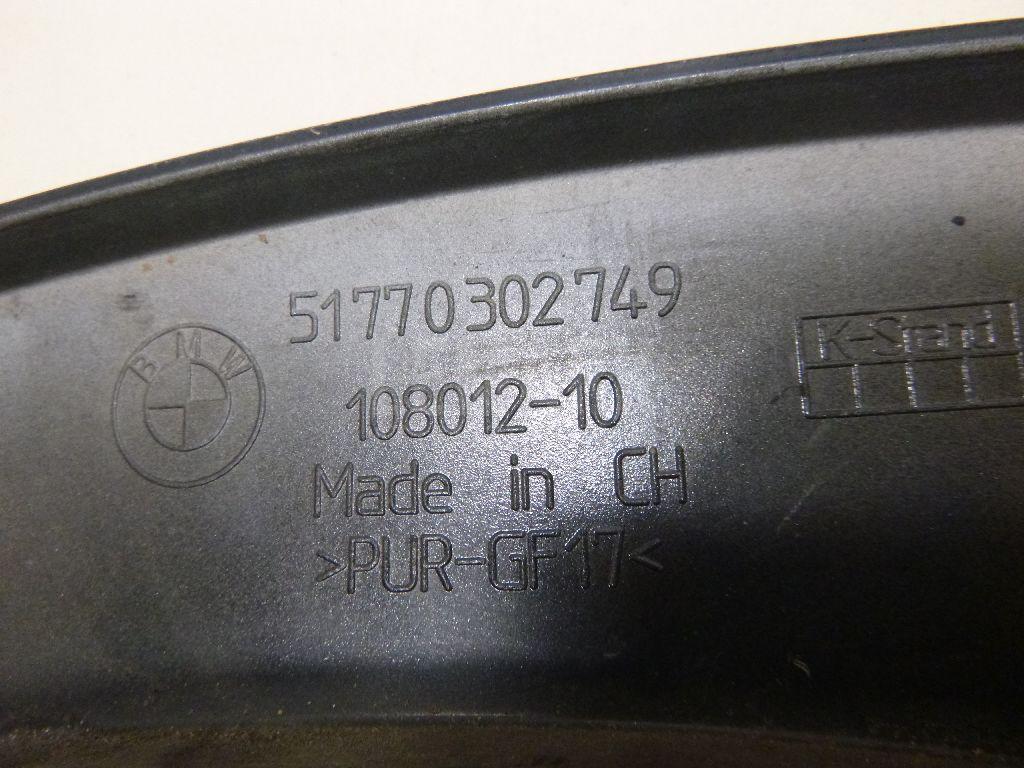 BMW
51770302749
108012-10
Made in CH
>PUR-GF17<
K-Stand